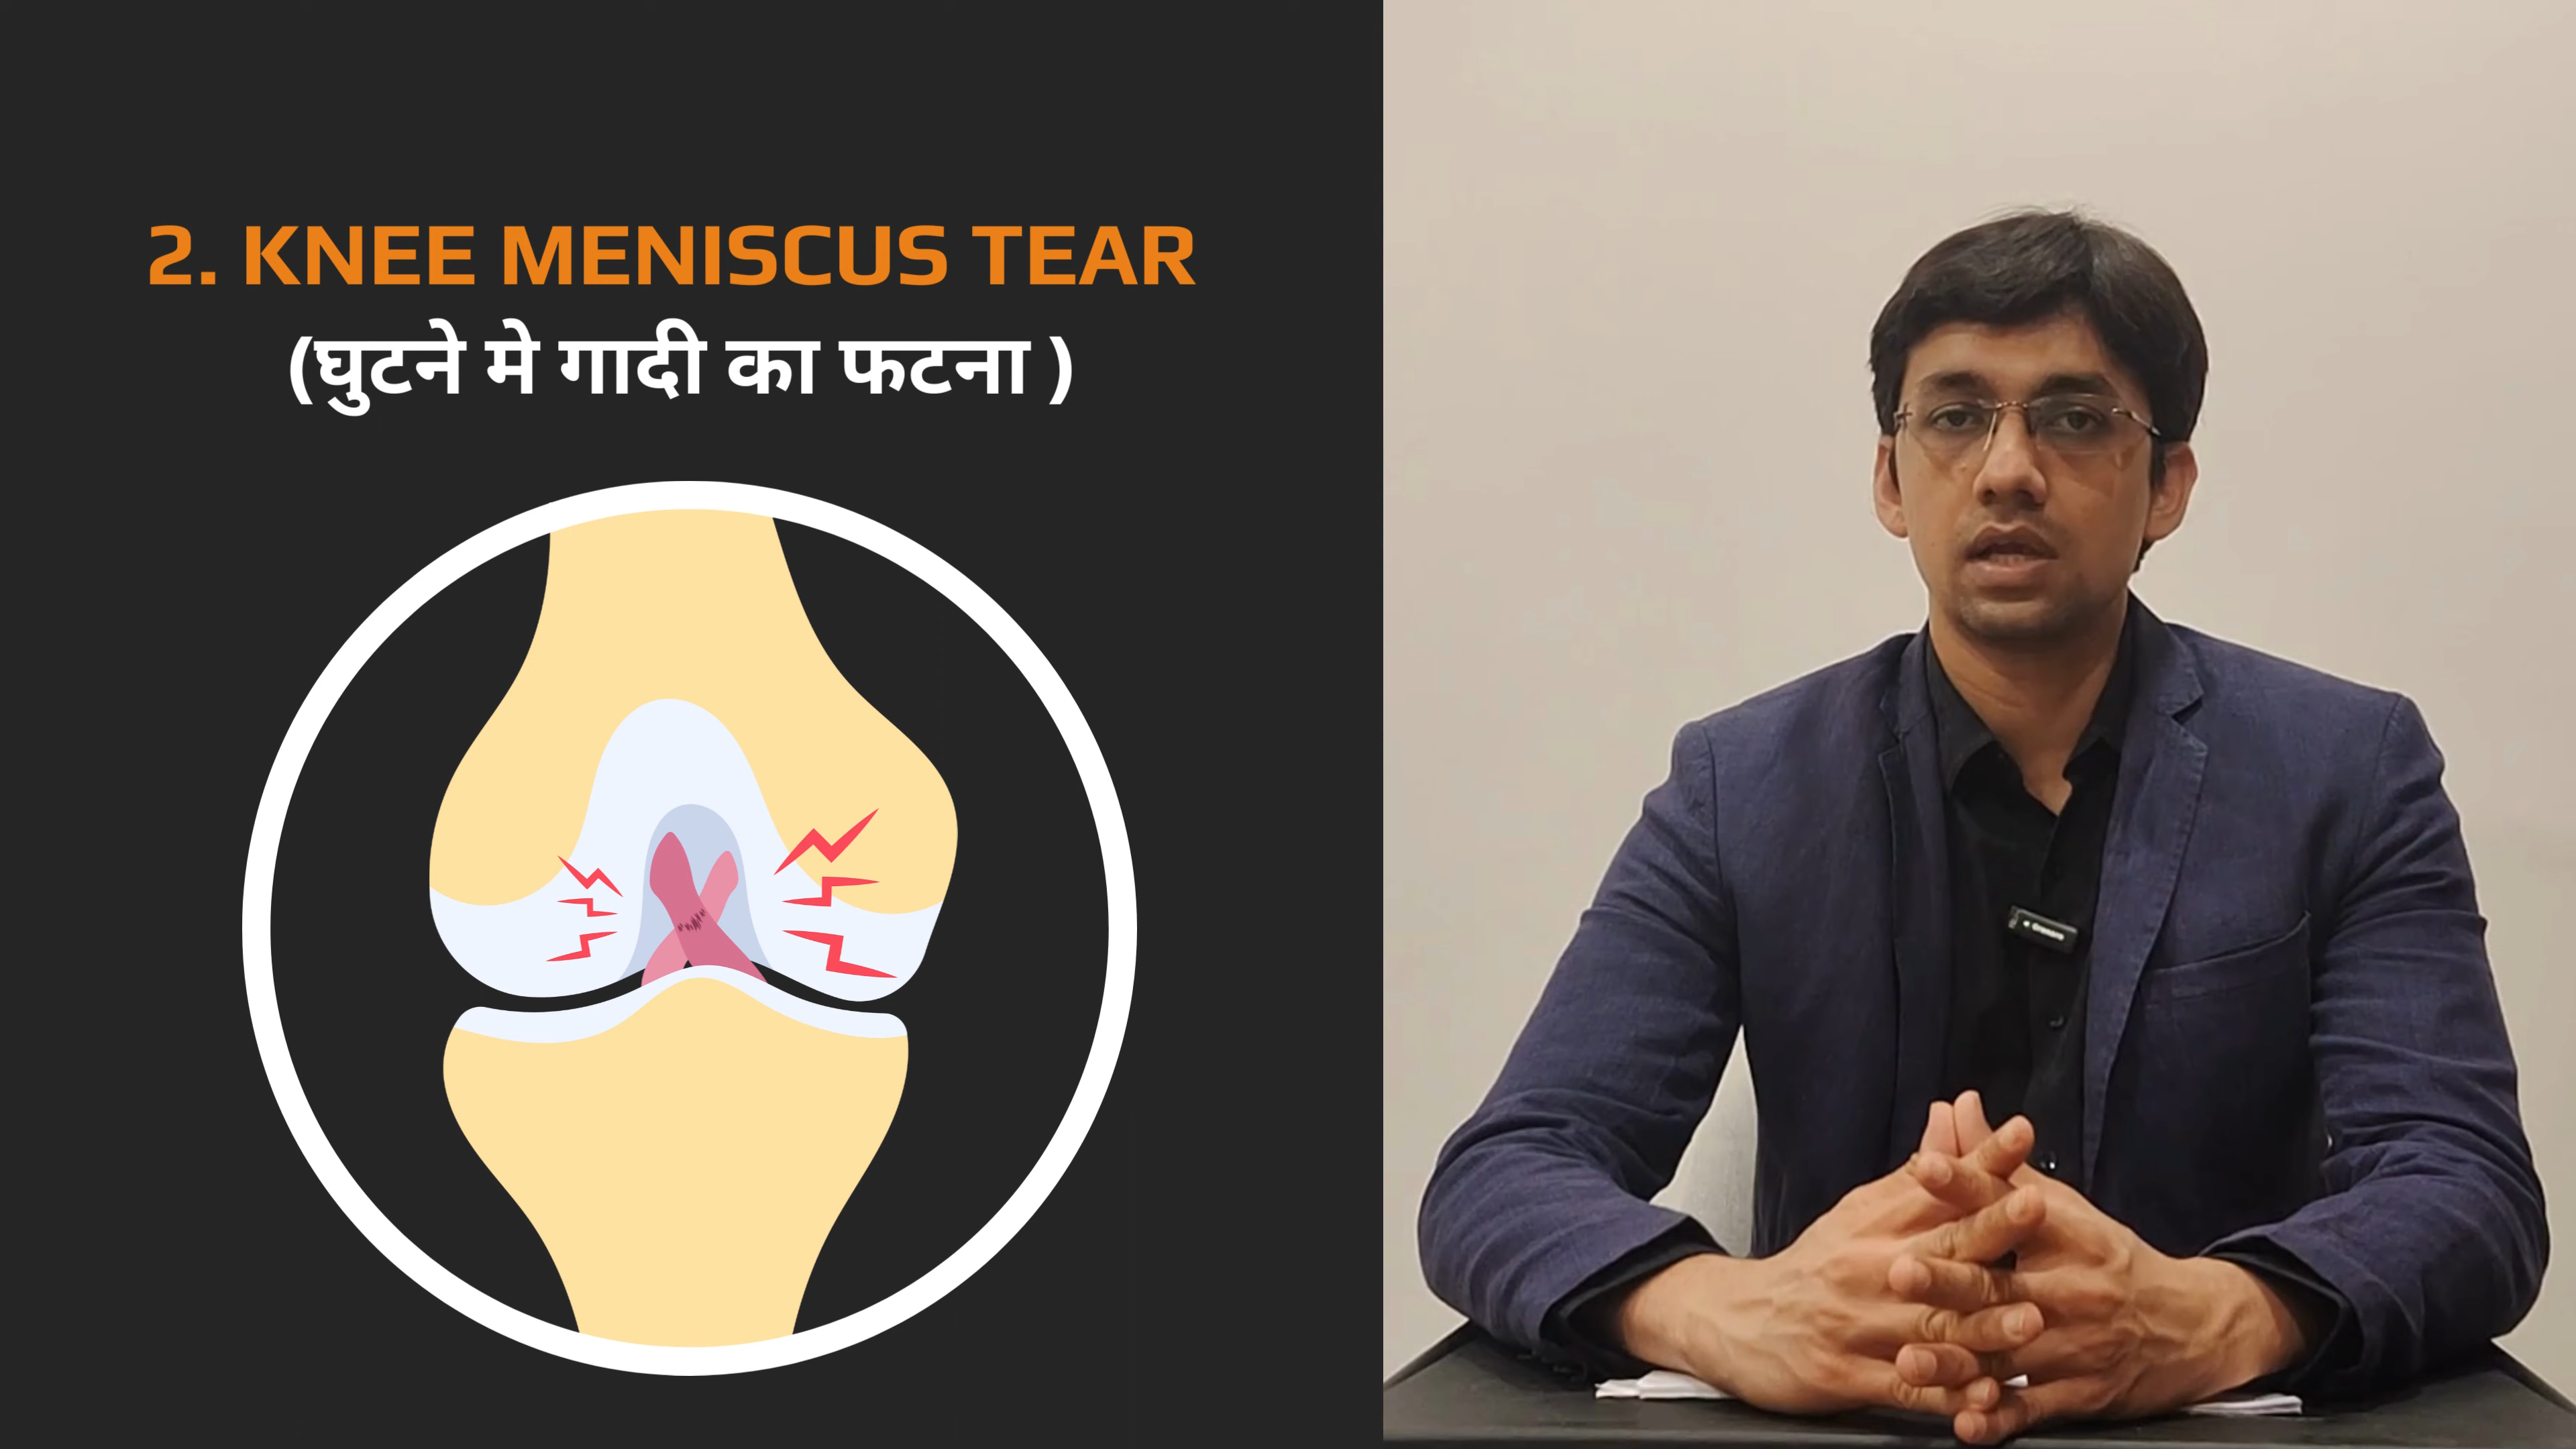 2. KNEE MENISCUS TEAR
(घुटने मे गादी का फटना )